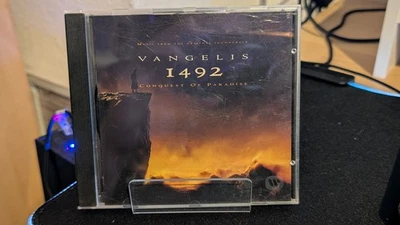 MUSIC FROM THE ORIGINAL SOUNDTRACK
VANGELIS
1492
CONQUEST OF PARADISE